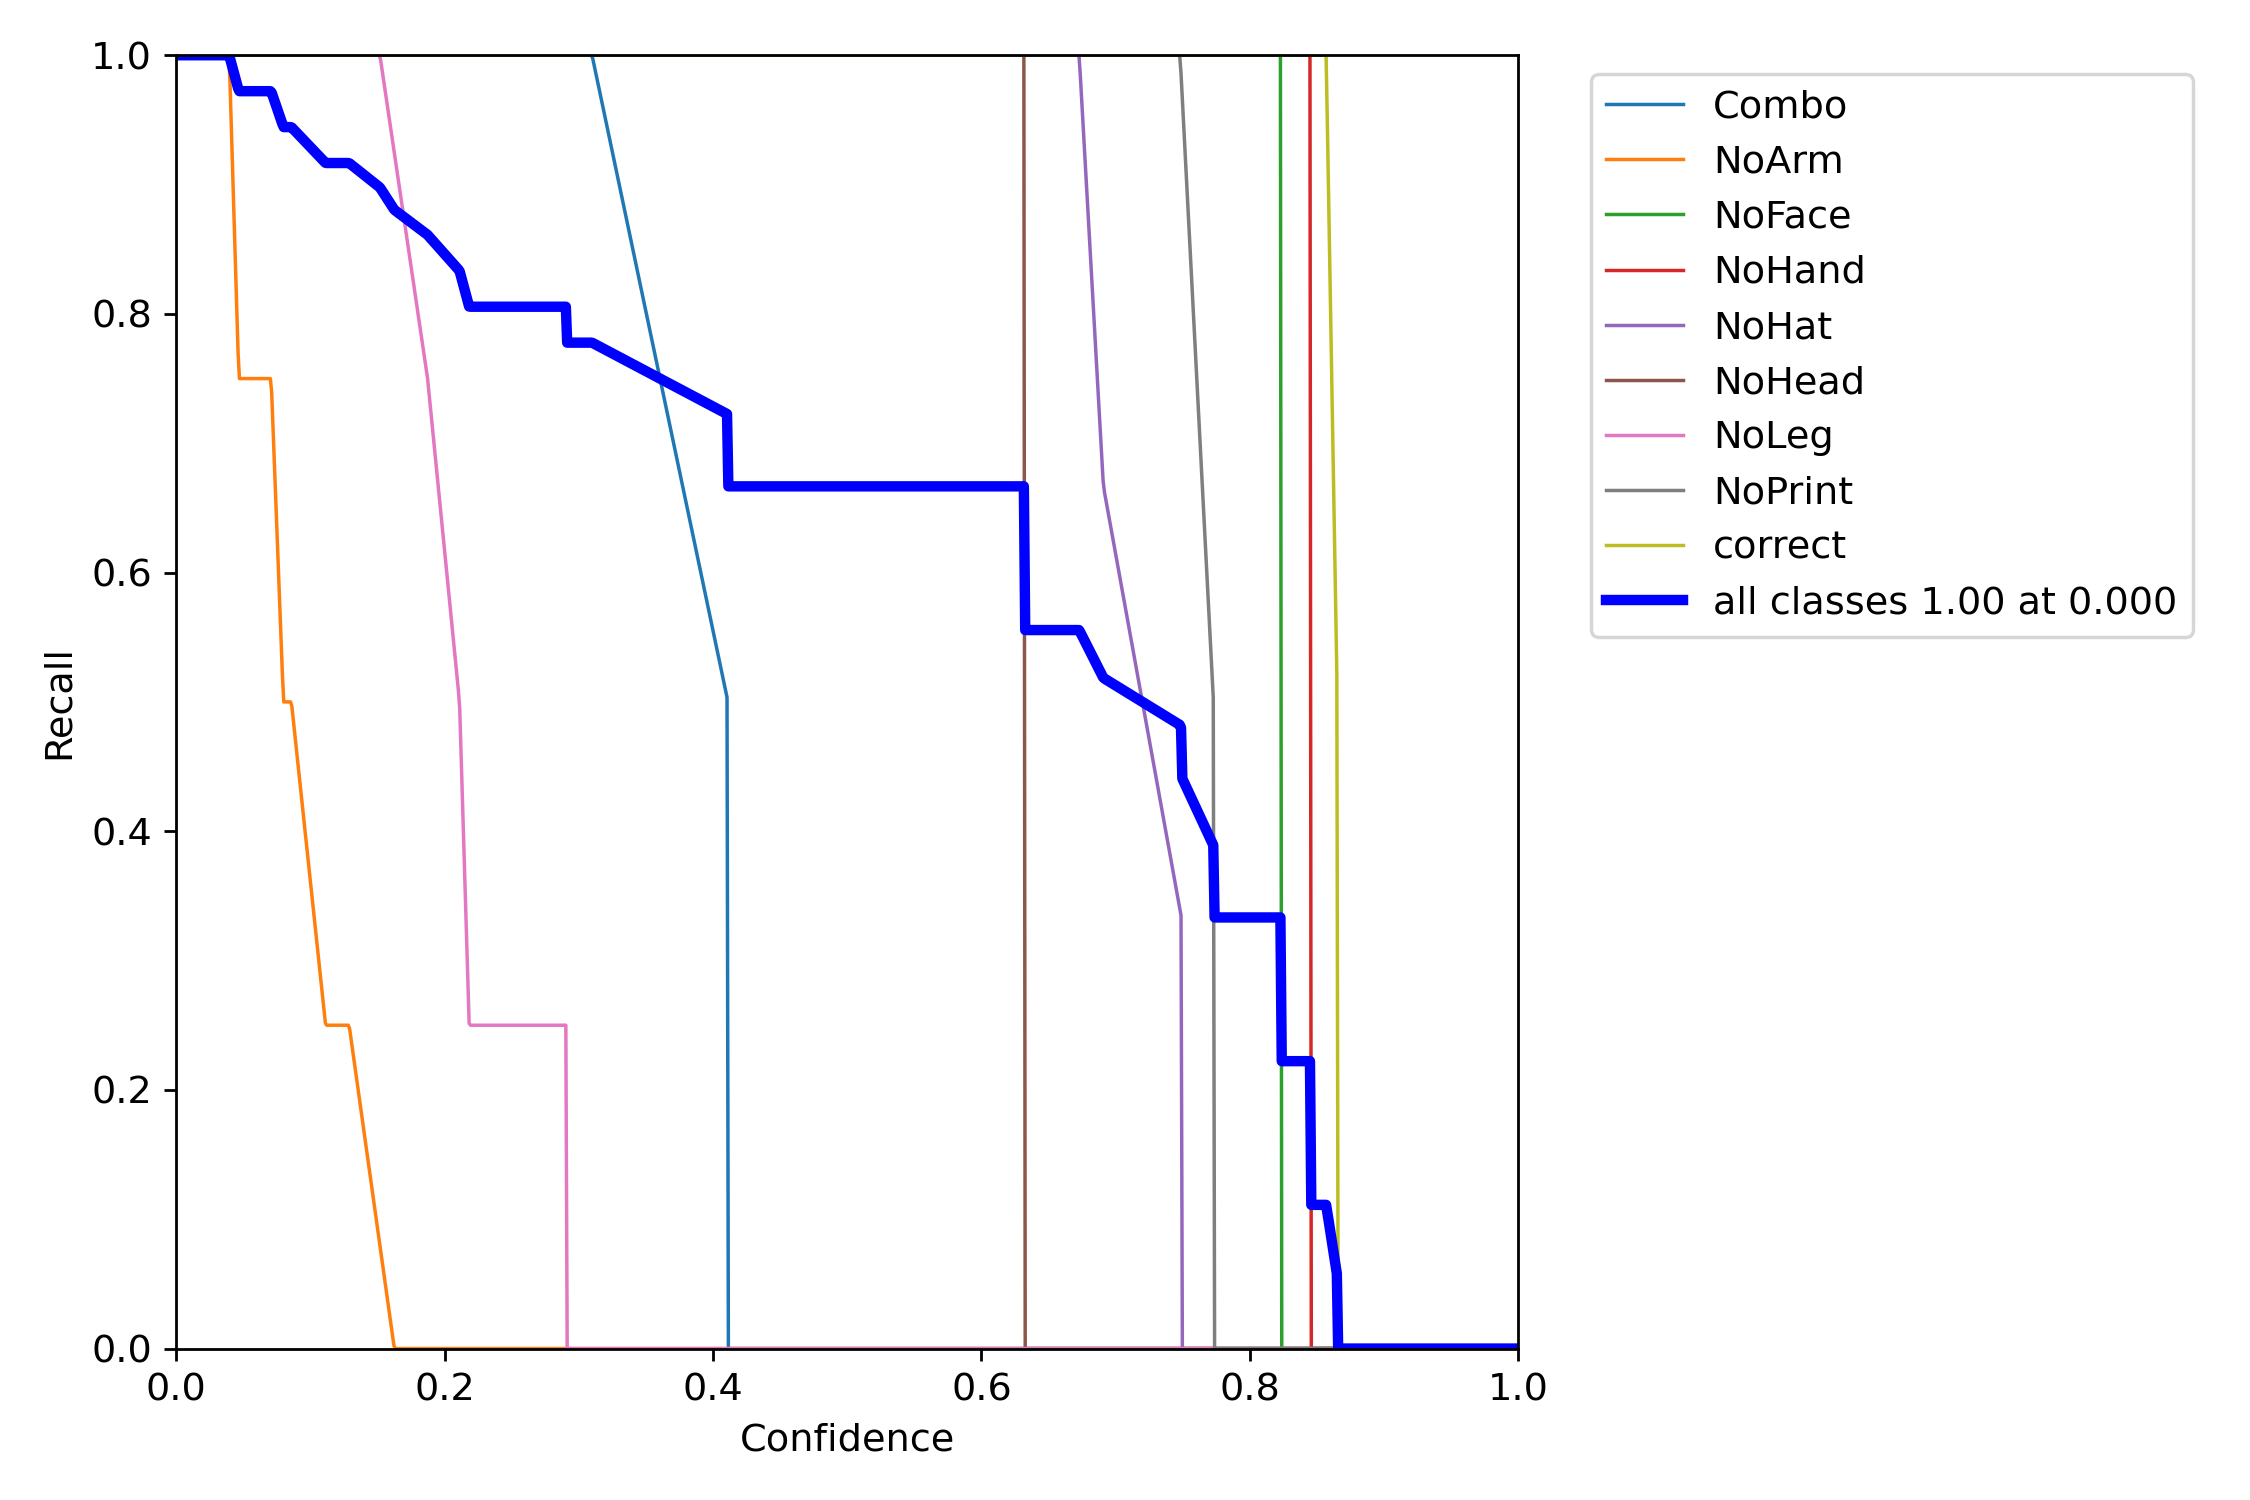 1.0
0.8
0.6
0.4
0.2
0.0
Recall
0.0 0.2 0.4 0.6 0.8 1.0
Confidence
Combo
NoArm
NoFace
NoHand
NoHat
NoHead
NoLeg
NoPrint
correct
all classes 1.00 at 0.000